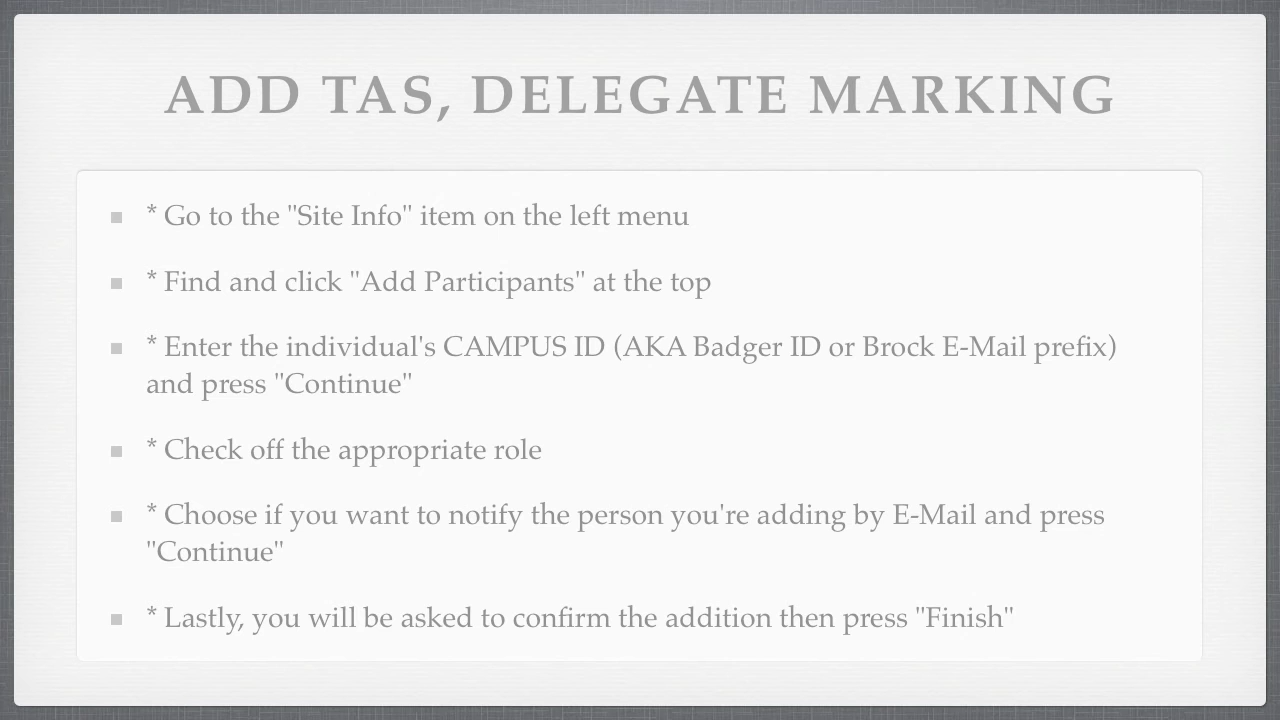 ADD TAS, DELEGATE MARKING
* Go to the "Site Info" item on the left menu
* Find and click "Add Participants" at the top
* Enter the individual's CAMPUS ID (AKA Badger ID or Brock E-Mail prefix)
and press "Continue"
* Check off the appropriate role
* Choose if you want to notify the person you're adding by E-Mail and press
"Continue"
* Lastly, you will be asked to confirm the addition then press "Finish"